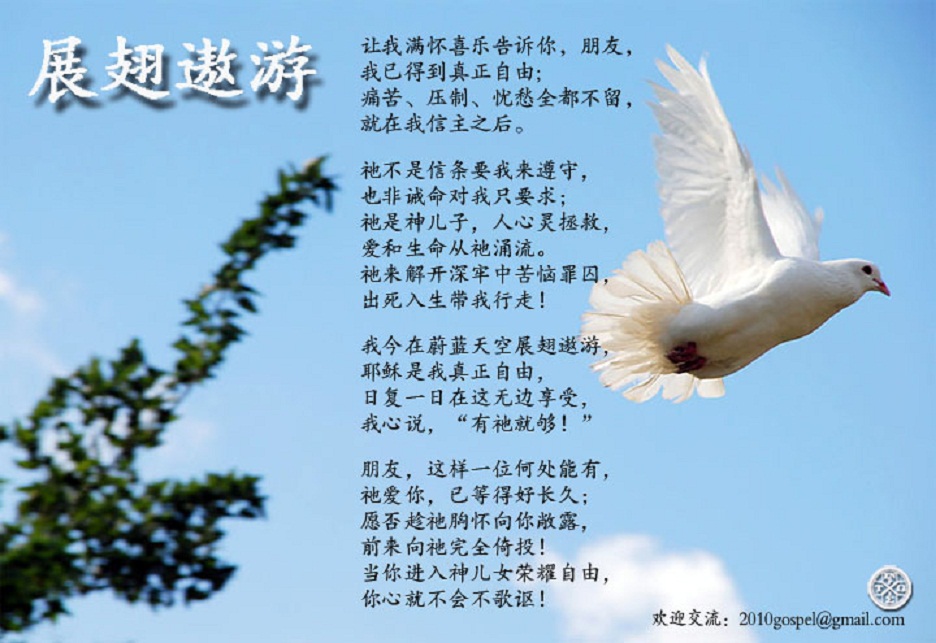 展翅遨游
让我满怀喜乐告诉你，朋友，
我已得到真正自由；
痛苦、压制、忧愁全都不留，
就在我信主之后。
祂不是信条要我来遵守，
也非诫命对我只要求；
祂是神儿子，人心灵拯救，
爱和生命从祂涌流。
祂来解开深牢中苦恼罪囚，
出死入生带我行走！
我今在蔚蓝天空展翅遨游，
耶稣是我真正自由，
日复一日在这无边享受，
我心说，“有祂就够！”
朋友，这样一位何处能有，
祂爱你，已等得好长久；
愿否趁祂胸怀向你敞露，
前来向祂完全倚投！
当你进入神儿女荣耀自由，
你心就不会不歌讴！
欢迎交流：2010gospel@gmail.com